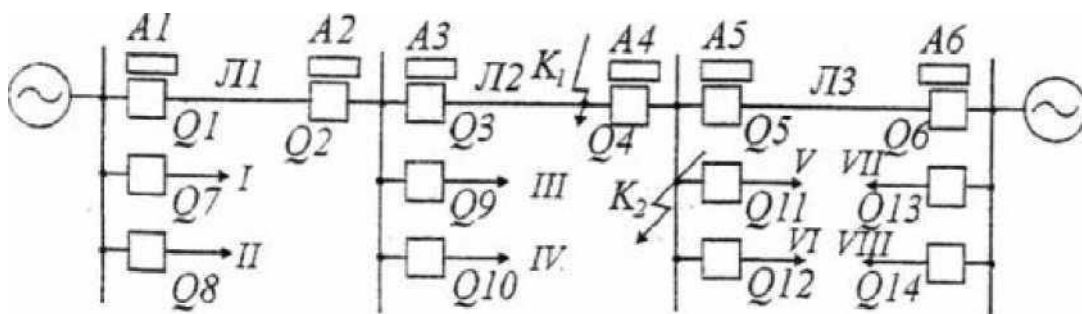 A1 A2 A3 A4 A5 A6
Л1 Л2 K₁ Л3
Q1 Q2 Q3 Q4 Q5 Q6
I III V VII
Q7 Q9 K₂ Q11 Q13
II IV. VI VIII
Q8 Q10 Q12 Q14